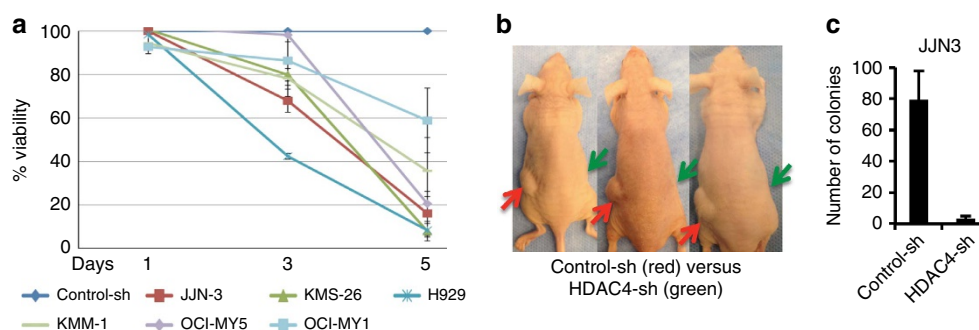 a
100
80
60
40
20
0
% viability
Days 1 3 5
Control-sh JJN-3 KMS-26 H929
KMM-1 OCI-MY5 OCI-MY1
b
Control-sh (red) versus
HDAC4-sh (green)
c
JJN3
Number of colonies
100
80
60
40
20
0
Control-sh
HDAC4-sh